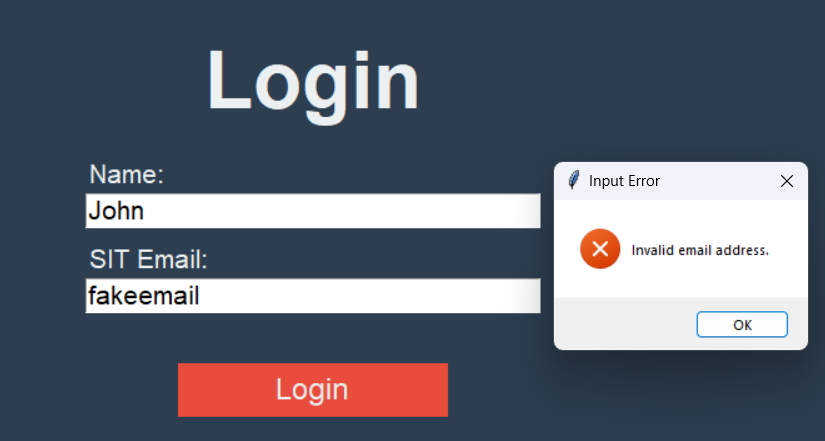 Login
Name:
John
SIT Email:
fakeemail
Login
Input Error
Invalid email address.
OK